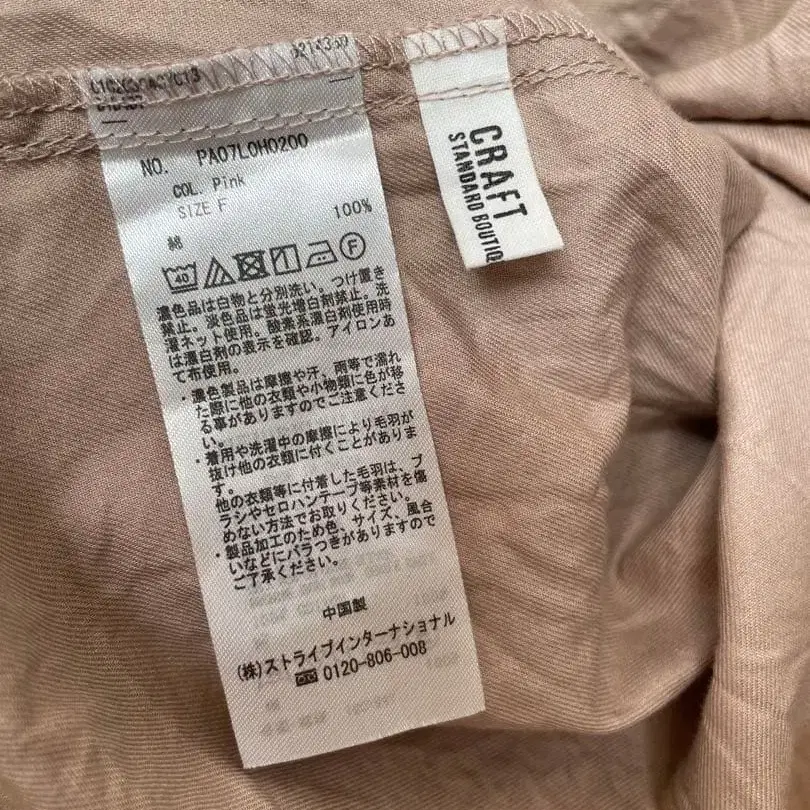 NO. PA07L0H0200
COL. Pink
SIZE F
綿 100%
40 F
濃色品は白物と分別洗い。つけ置き
禁止。淡色品は蛍光増白剤禁止。洗
濯ネット使用。酸素系漂白剤使用時
は漂白剤の表示を確認。アイロンあ
て布使用。
・濃色製品は摩擦や汗、雨等で濡れ
た際に他の衣類や小物類に色が移
る事がありますのでご注意くださ
い。
・着用や洗濯中の摩擦により毛羽が
抜け他の衣類に付くことがありま
す。
他の衣類等に付着した毛羽は、ブ
ラシやセロハンテープ等素材を傷
めない方法でお取りください。
・製品加工のため色、サイズ、風合
いなどにバラつきがありますので
ご了承ください。
中国製
(株)ストライプインターナショナル
0120-806-008
CRAFT
STANDARD BOUTIQ